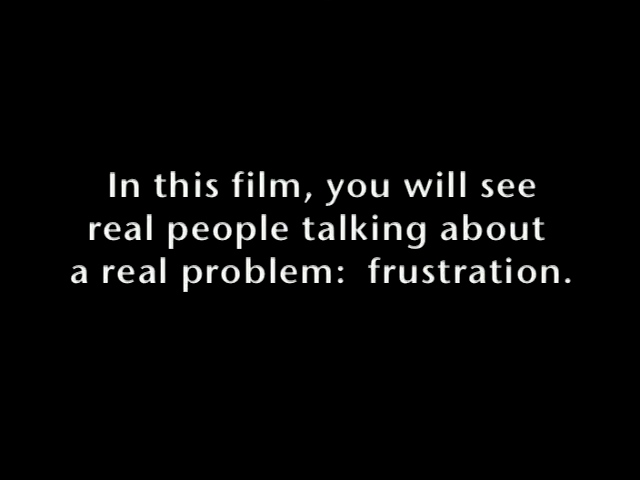 In this film, you will see
real people talking about
a real problem:  frustration.